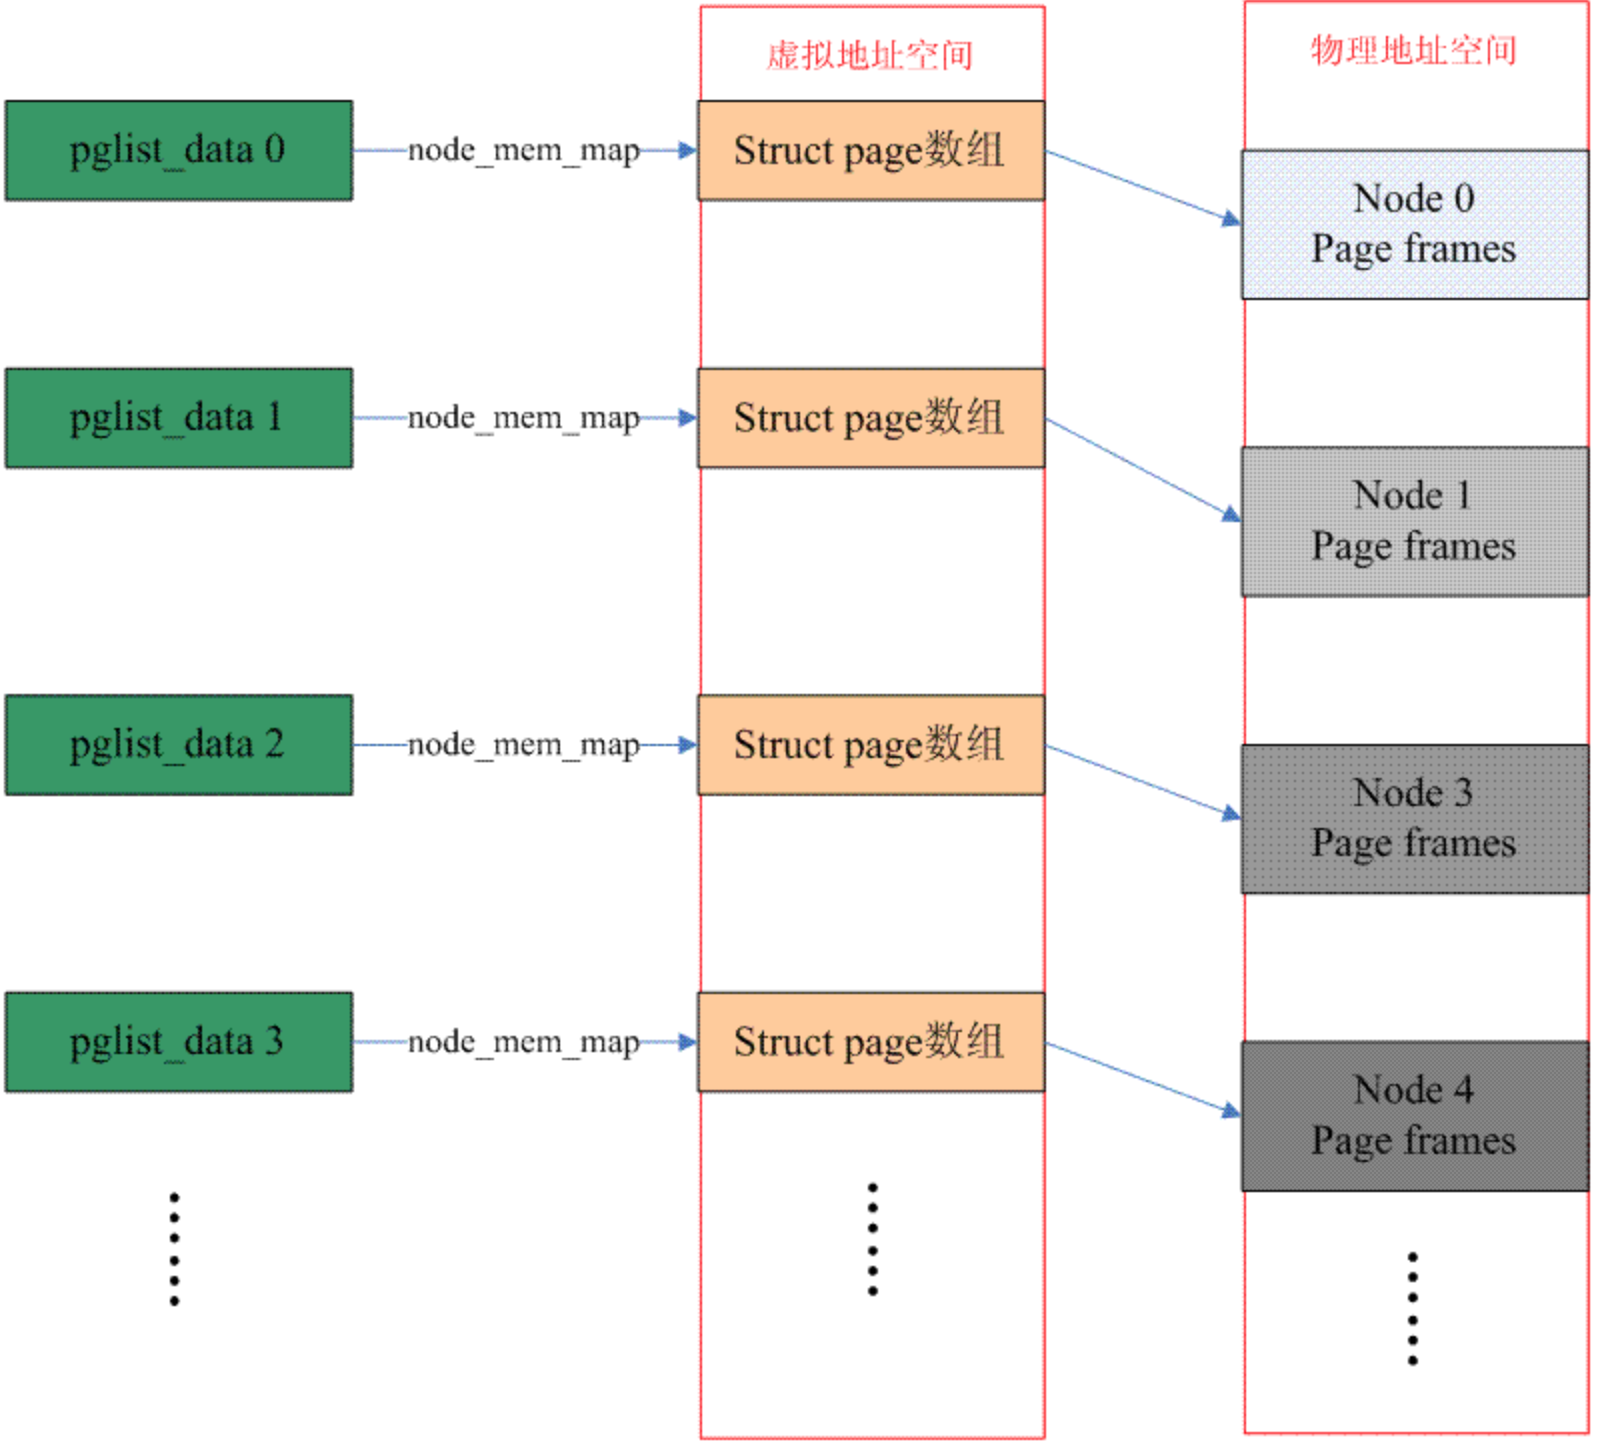 虚拟地址空间
物理地址空间
pglist_data 0
node_mem_map
Struct page数组
Node 0
Page frames
pglist_data 1
node_mem_map
Struct page数组
Node 1
Page frames
pglist_data 2
node_mem_map
Struct page数组
Node 3
Page frames
pglist_data 3
node_mem_map
Struct page数组
Node 4
Page frames